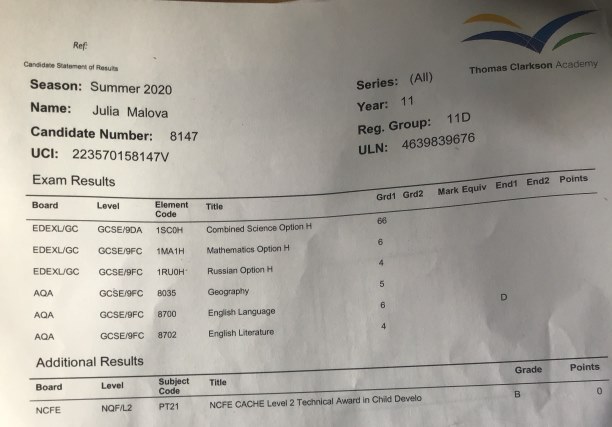 Ref:
Candidate Statement of Results
Thomas Clarkson Academy
Season: Summer 2020 Series: (All)
Name: Julia Malova Year: 11
Candidate Number: 8147 Reg. Group: 11D
UCI: 223570158147V ULN: 4639839676
Exam Results
Board Level Element Code Title Grd1 Grd2 Mark Equiv End1 End2 Points
EDEXL/GC GCSE/9DA 1SC0H Combined Science Option H 66
EDEXL/GC GCSE/9FC 1MA1H Mathematics Option H 6
EDEXL/GC GCSE/9FC 1RU0H Russian Option H 4
AQA GCSE/9FC 8035 Geography 5
AQA GCSE/9FC 8700 English Language 6 D
AQA GCSE/9FC 8702 English Literature 4
Additional Results
Board Level Subject Code Title Grade Points
NCFE NQF/L2 PT21 NCFE CACHE Level 2 Technical Award in Child Develo B 0